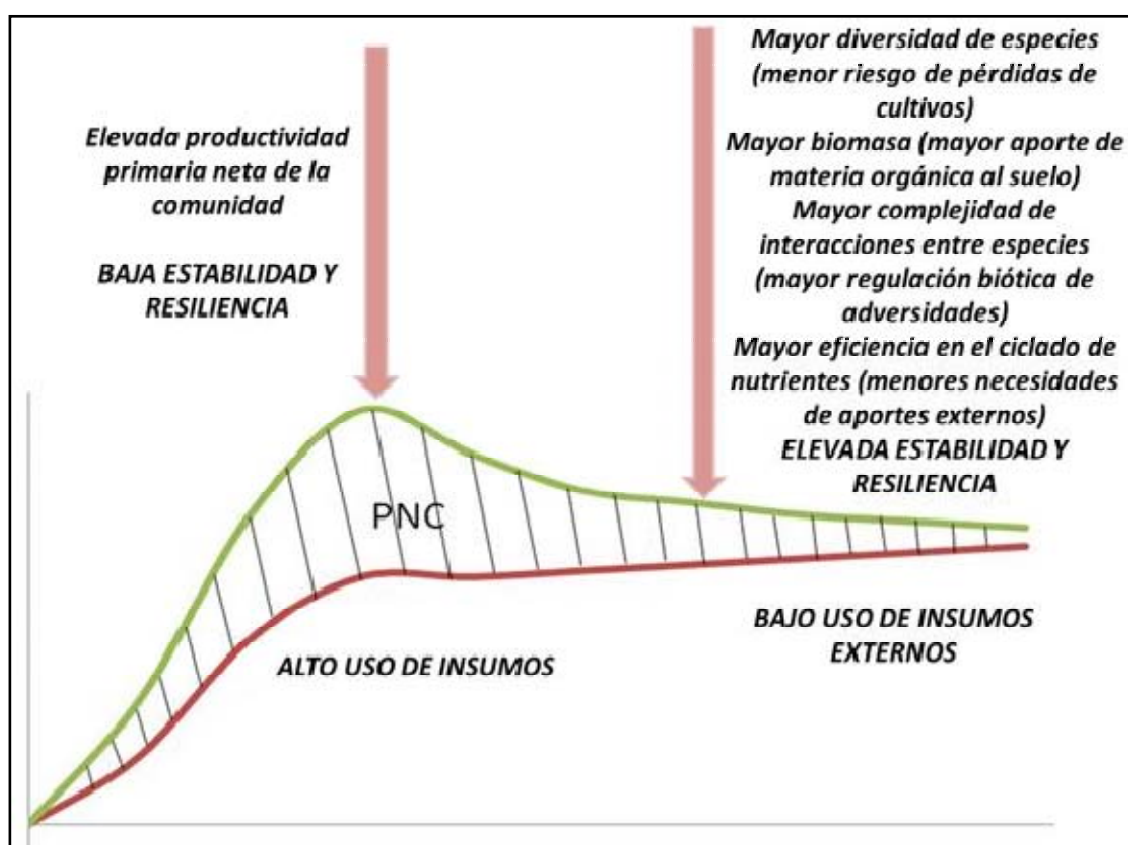 Elevada productividad
primaria neta de la
comunidad
BAJA ESTABILIDAD Y
RESILIENCIA
Mayor diversidad de especies
(menor riesgo de pérdidas de
cultivos)
Mayor biomasa (mayor aporte de
materia orgánica al suelo)
Mayor complejidad de
interacciones entre especies
(mayor regulación biótica de
adversidades)
Mayor eficiencia en el ciclado de
nutrientes (menores necesidades
de aportes externos)
ELEVADA ESTABILIDAD Y
RESILIENCIA
PNC
ALTO USO DE INSUMOS
BAJO USO DE INSUMOS
EXTERNOS